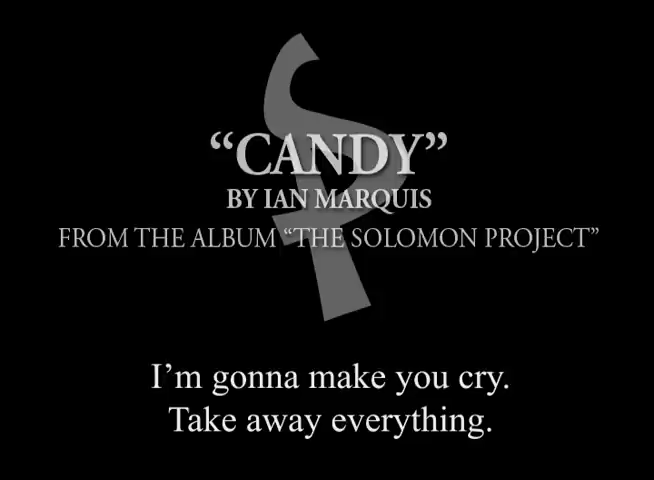 “CANDY”
BY IAN MARQUIS
FROM THE ALBUM “THE SOLOMON PROJECT”
I’m gonna make you cry.
Take away everything.